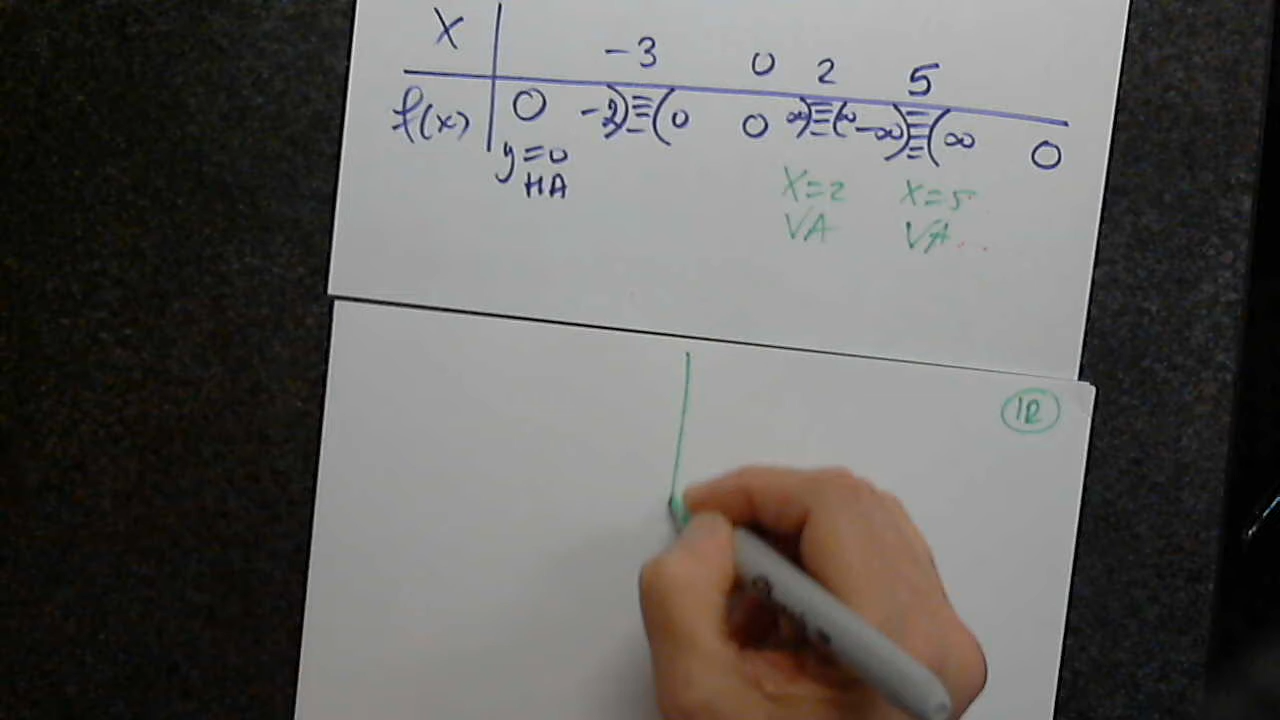 X -3 0 2 5
f(x) 0 -2) (0 0 ∞) (∞ -∞) (∞ 0
y=0
HA
X=2 X=5
VA VA
12